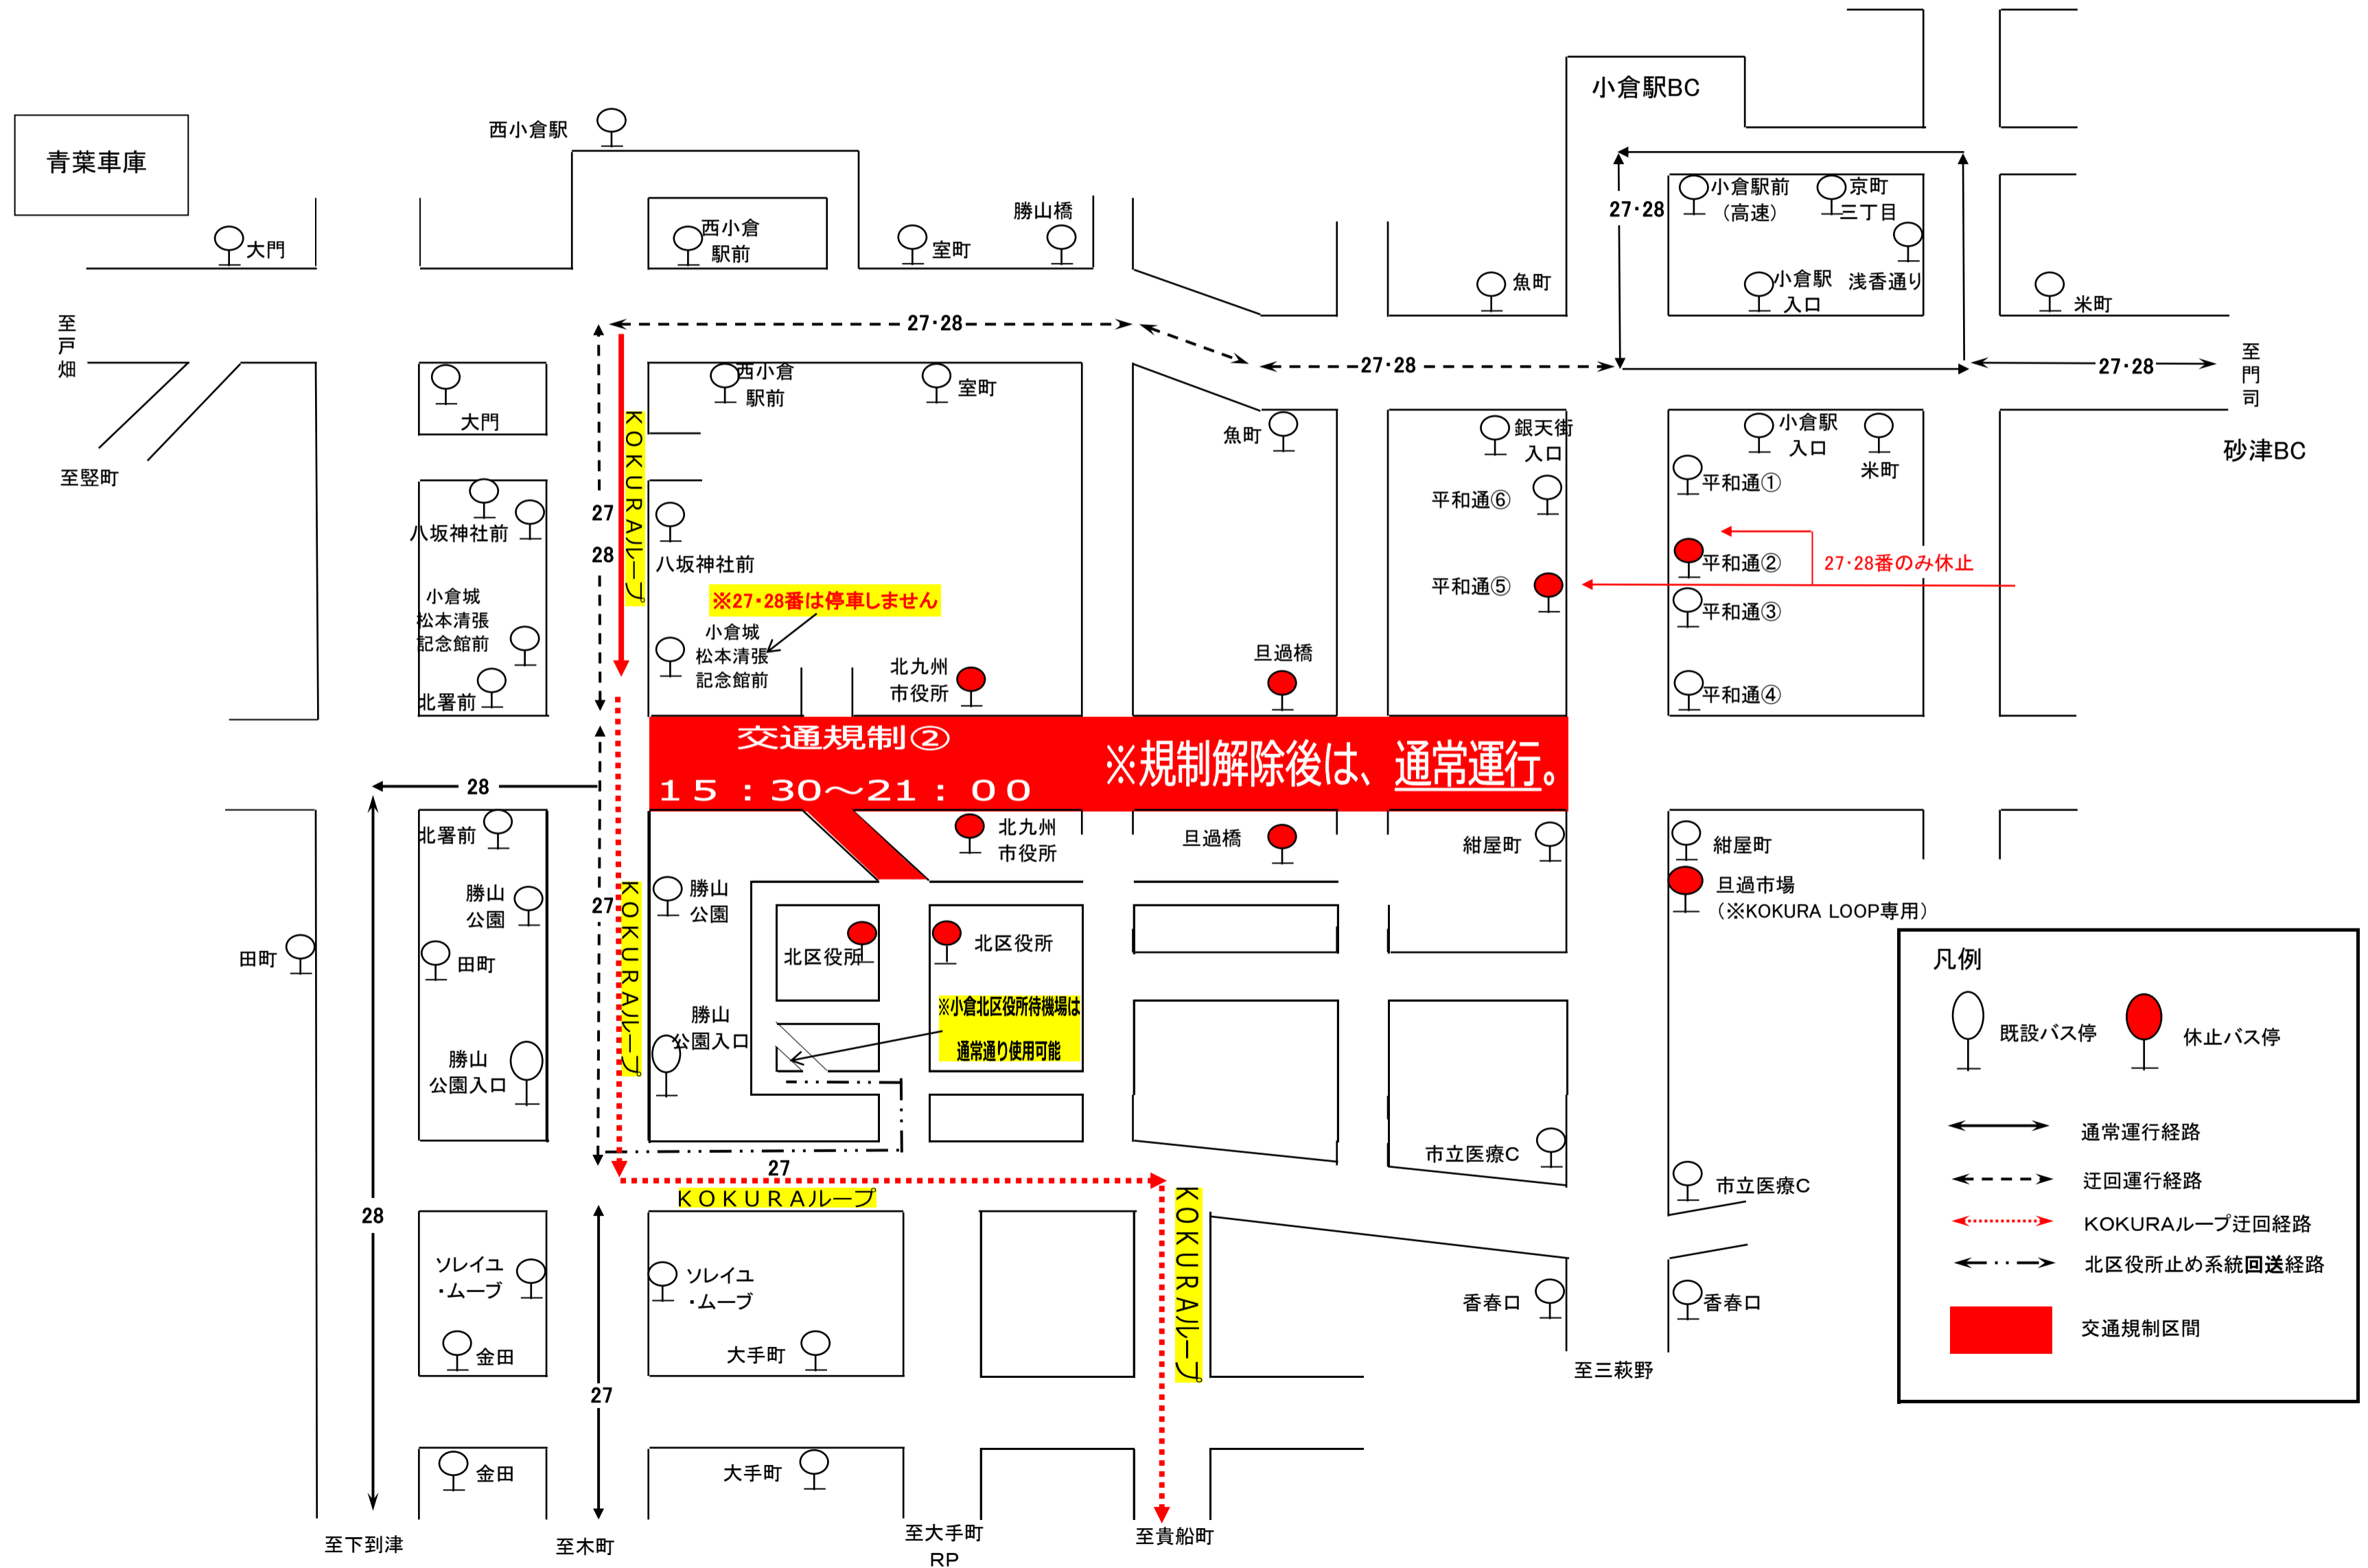 小倉駅BC
青葉車庫
西小倉駅
小倉駅前
（高速）
京町
三丁目
27・28
勝山橋
西小倉
駅前
大門
室町
魚町
小倉駅
入口
浅香通り
米町
至戸畑
27・28
27・28
27・28
至門司
西小倉
駅前
室町
大門
魚町
銀天街
入口
小倉駅
入口
米町
砂津BC
至竪町
KOKURAループ
平和通①
平和通⑥
27
28
八坂神社前
八坂神社前
平和通②
27・28番のみ休止
平和通⑤
※27・28番は停車しません
小倉城
松本清張
記念館前
小倉城
松本清張
記念館前
平和通③
北九州
市役所
旦過橋
北署前
平和通④
交通規制②
15：30～21：00
※規制解除後は、通常運行。
28
北署前
北九州
市役所
旦過橋
紺屋町
紺屋町
勝山
公園
27
KOKURAループ
勝山
公園
旦過市場
（※KOKURA LOOP専用）
田町
田町
北区役所
北区役所
※小倉北区役所待機場は
通常通り使用可能
勝山
公園入口
勝山
公園入口
凡例
既設バス停
休止バス停
通常運行経路
迂回運行経路
KOKURAループ迂回経路
北区役所止め系統回送経路
交通規制区間
市立医療C
市立医療C
27
KOKURAループ
KOKURAループ
28
ソレイユ
・ムーブ
ソレイユ
・ムーブ
香春口
香春口
金田
大手町
至三萩野
27
金田
大手町
至下到津
至木町
至大手町
RP
至貴船町